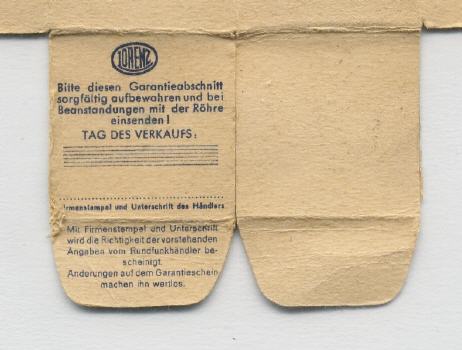 LORENZ
Bitte diesen Garantieabschnitt
sorgfältig aufbewahren und bei
Beanstandungen mit der Röhre
einsenden!
TAG DES VERKAUFS:
Firmenstempel und Unterschrift des Händlers
Mit Firmenstempel und Unterschrift
wird die Richtigkeit der vorstehenden
Angaben vom Rundfunkhändler be-
scheinigt.
Änderungen auf dem Garantieschein
machen ihn wertlos.